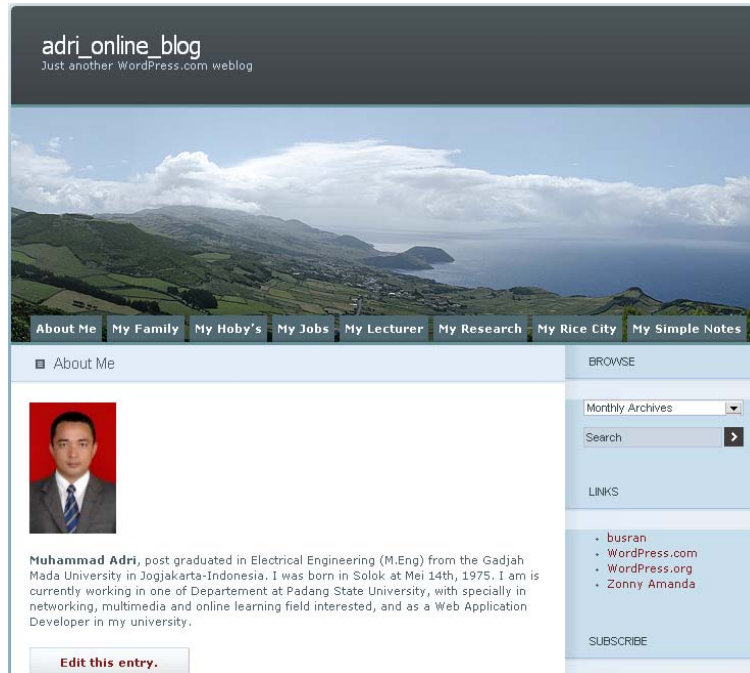 adri_online_blog
Just another WordPress.com weblog
About Me My Family My Hoby's My Jobs My Lecturer My Research My Rice City My Simple Notes
About Me
Muhammad Adri, post graduated in Electrical Engineering (M.Eng) from the Gadjah
Mada University in Jogjakarta-Indonesia. I was born in Solok at Mei 14th, 1975. I am
currently working in one of Departement at Padang State University, with specially in
networking, multimedia and online learning field interested, and as a Web Application
Developer in my university.
Edit this entry.
BROWSE
Monthly Archives
Search
LINKS
busran
WordPress.com
WordPress.org
Zonny Amanda
SUBSCRIBE